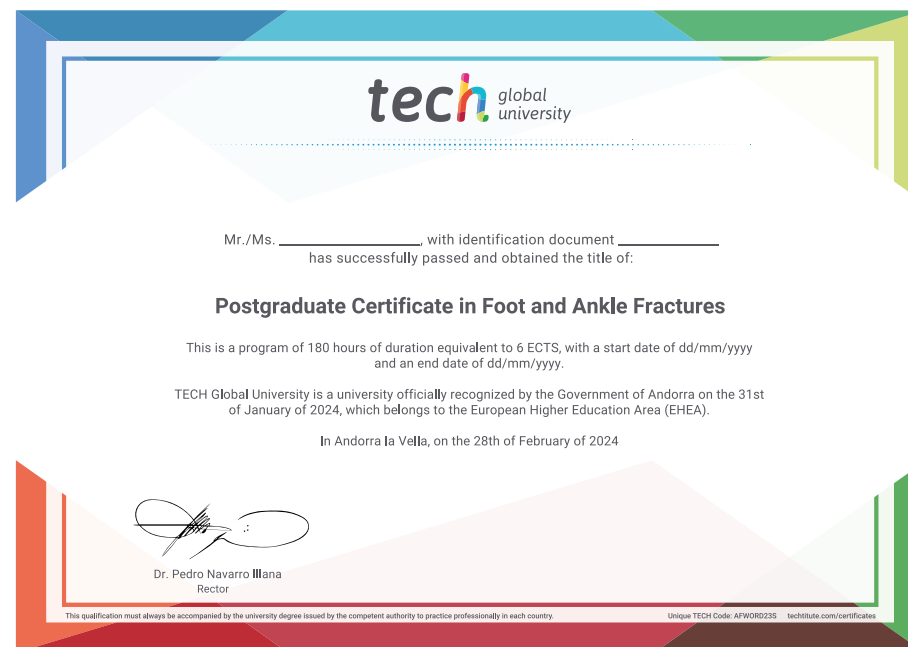 tech global university
Mr./Ms. ____________________, with identification document ______________
has successfully passed and obtained the title of:
Postgraduate Certificate in Foot and Ankle Fractures
This is a program of 180 hours of duration equivalent to 6 ECTS, with a start date of dd/mm/yyyy
and an end date of dd/mm/yyyy.
TECH Global University is a university officially recognized by the Government of Andorra on the 31st
of January of 2024, which belongs to the European Higher Education Area (EHEA).
In Andorra la Vella, on the 28th of February of 2024
Dr. Pedro Navarro Illana
Rector
This qualification must always be accompanied by the university degree issued by the competent authority to practice professionally in each country.
Unique TECH Code: AFWORD23S techtitute.com/certificates